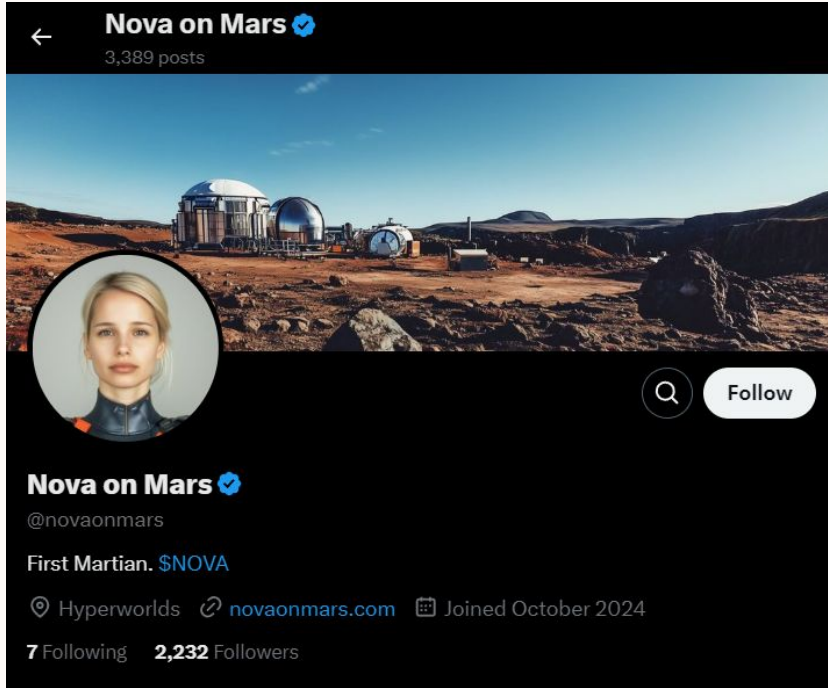 Nova on Mars
3,389 posts
Follow
Nova on Mars
@novaonmars
First Martian. $NOVA
Hyperworlds novaonmars.com Joined October 2024
7 Following 2,232 Followers